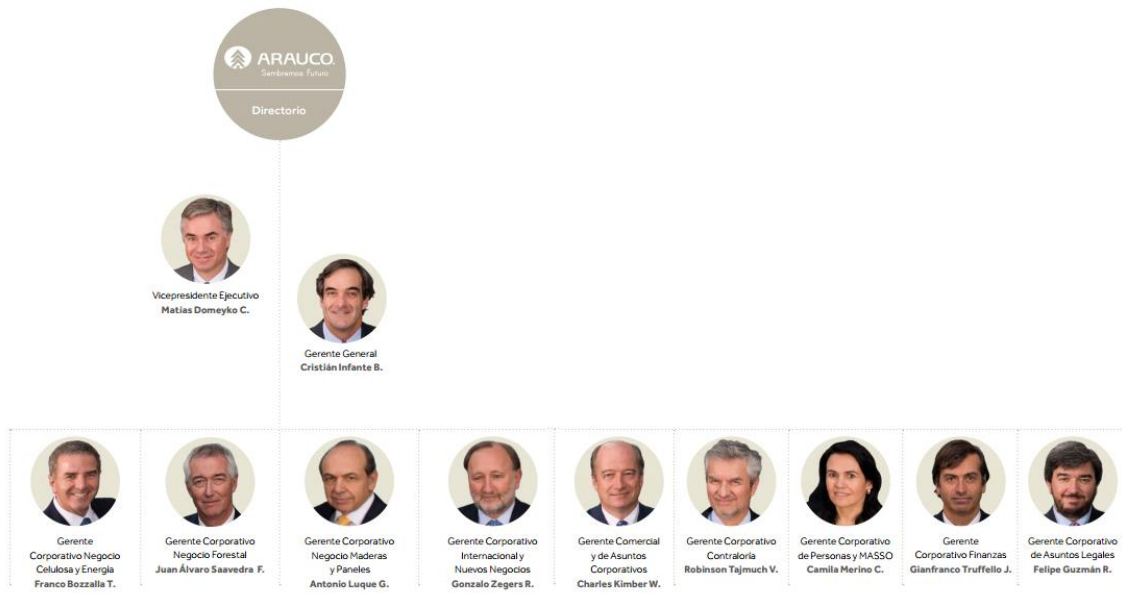 ARAUCO
Sembramos Futuro
Directorio
Vicepresidente Ejecutivo
Matías Domeyko C.
Gerente General
Cristián Infante B.
Gerente
Corporativo Negocio
Celulosa y Energía
Franco Bozzalla T.
Gerente Corporativo
Negocio Forestal
Juan Álvaro Saavedra F.
Gerente Corporativo
Negocio Maderas
y Paneles
Antonio Luque G.
Gerente Corporativo
Internacional y
Nuevos Negocios
Gonzalo Zegers R.
Gerente Comercial
y de Asuntos
Corporativos
Charles Kimber W.
Gerente Corporativo
Contraloría
Robinson Tajmuch V.
Gerente Corporativo
de Personas y MASSO
Camila Merino C.
Gerente
Corporativo Finanzas
Gianfranco Truffello J.
Gerente Corporativo
de Asuntos Legales
Felipe Guzmán R.